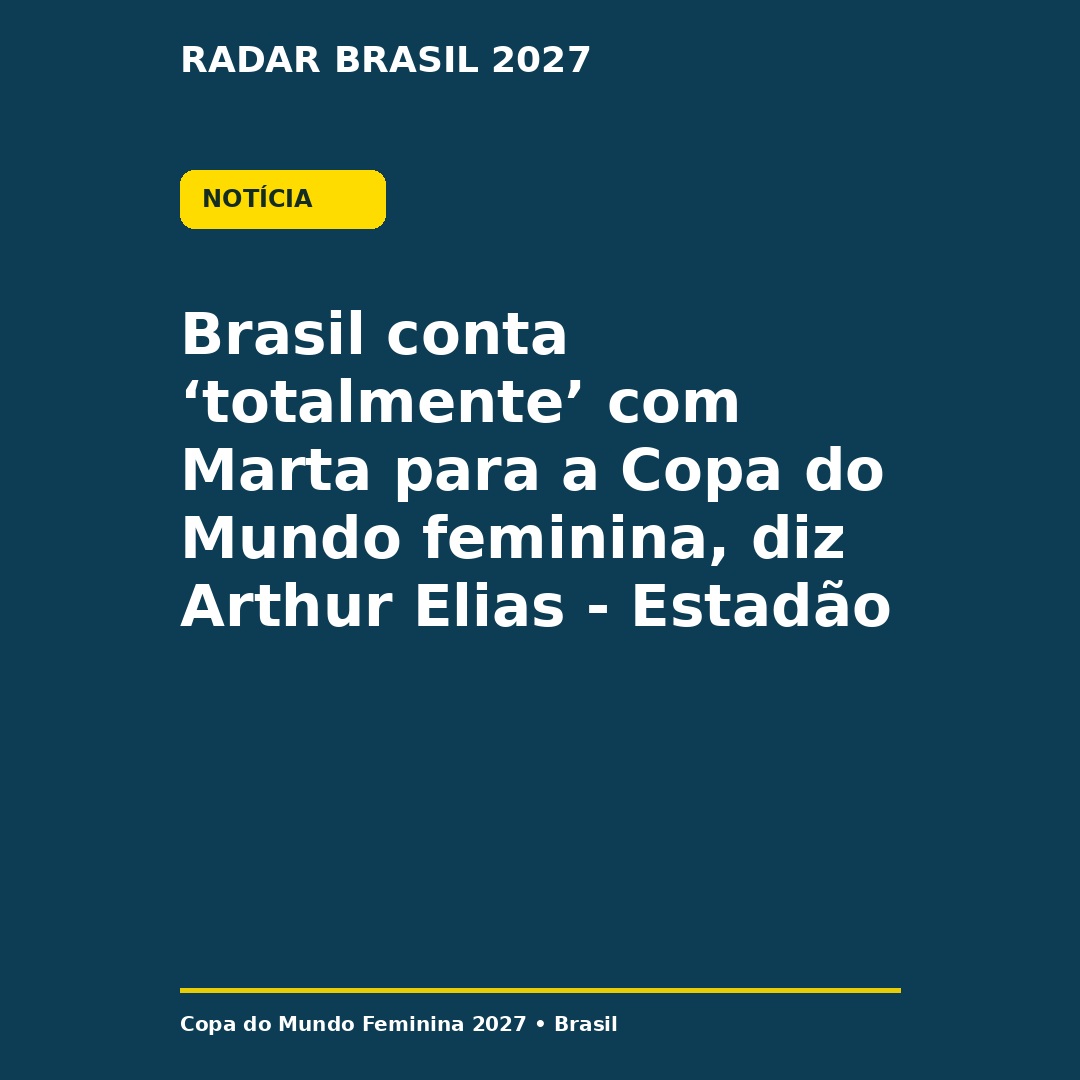 RADAR BRASIL 2027
NOTÍCIA
Brasil conta
‘totalmente’ com
Marta para a Copa do
Mundo feminina, diz
Arthur Elias - Estadão
Copa do Mundo Feminina 2027 • Brasil